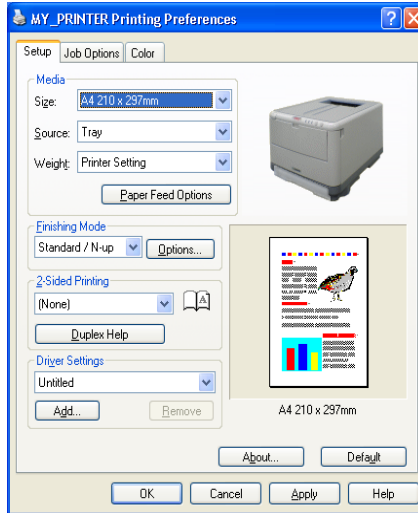 MY_PRINTER Printing Preferences
Setup Job Options Color
Media
Size: A4 210 x 297mm
Source: Tray
Weight: Printer Setting
Paper Feed Options
Finishing Mode
Standard / N-up Options...
2-Sided Printing
(None)
A
Duplex Help
Driver Settings
Untitled
Add... Remove
A4 210 x 297mm
About... Default
OK Cancel Apply Help